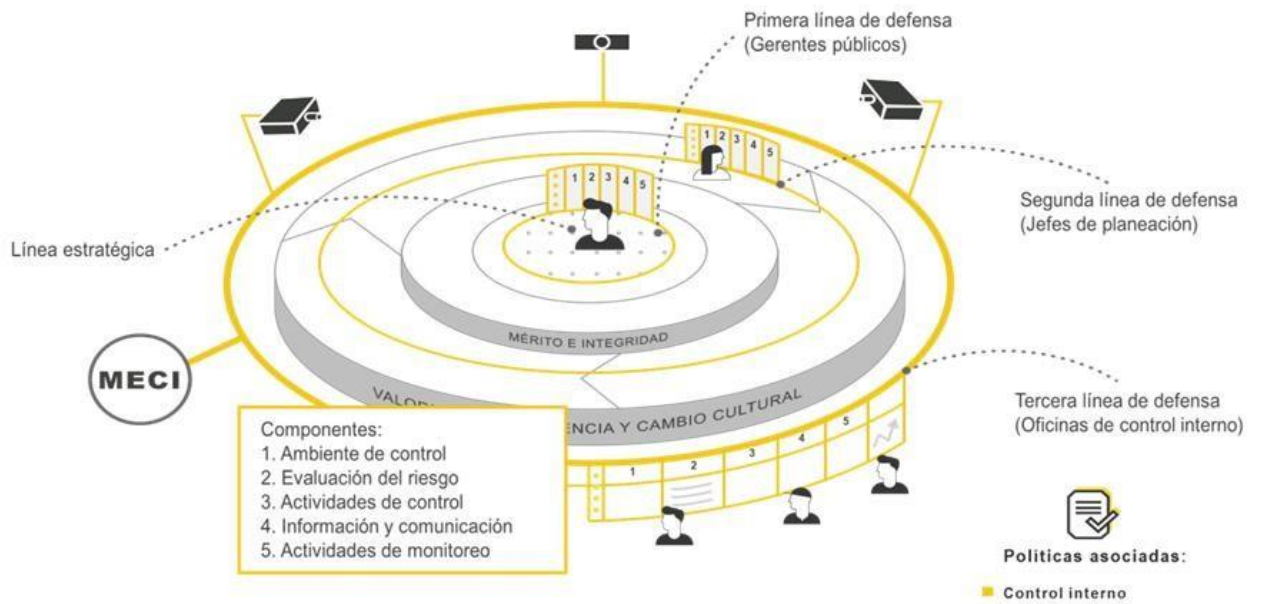 Primera línea de defensa
(Gerentes públicos)
1 2 3 4 5
1 2 3 4 5
Segunda línea de defensa
(Jefes de planeación)
Línea estratégica
MÉRITO E INTEGRIDAD
MECI
ENCIA Y CAMBIO CULTURAL
Tercera línea de defensa
(Oficinas de control interno)
1 2 3 4 5
Componentes:
1. Ambiente de control
2. Evaluación del riesgo
3. Actividades de control
4. Información y comunicación
5. Actividades de monitoreo
Politicas asociadas:
Control interno